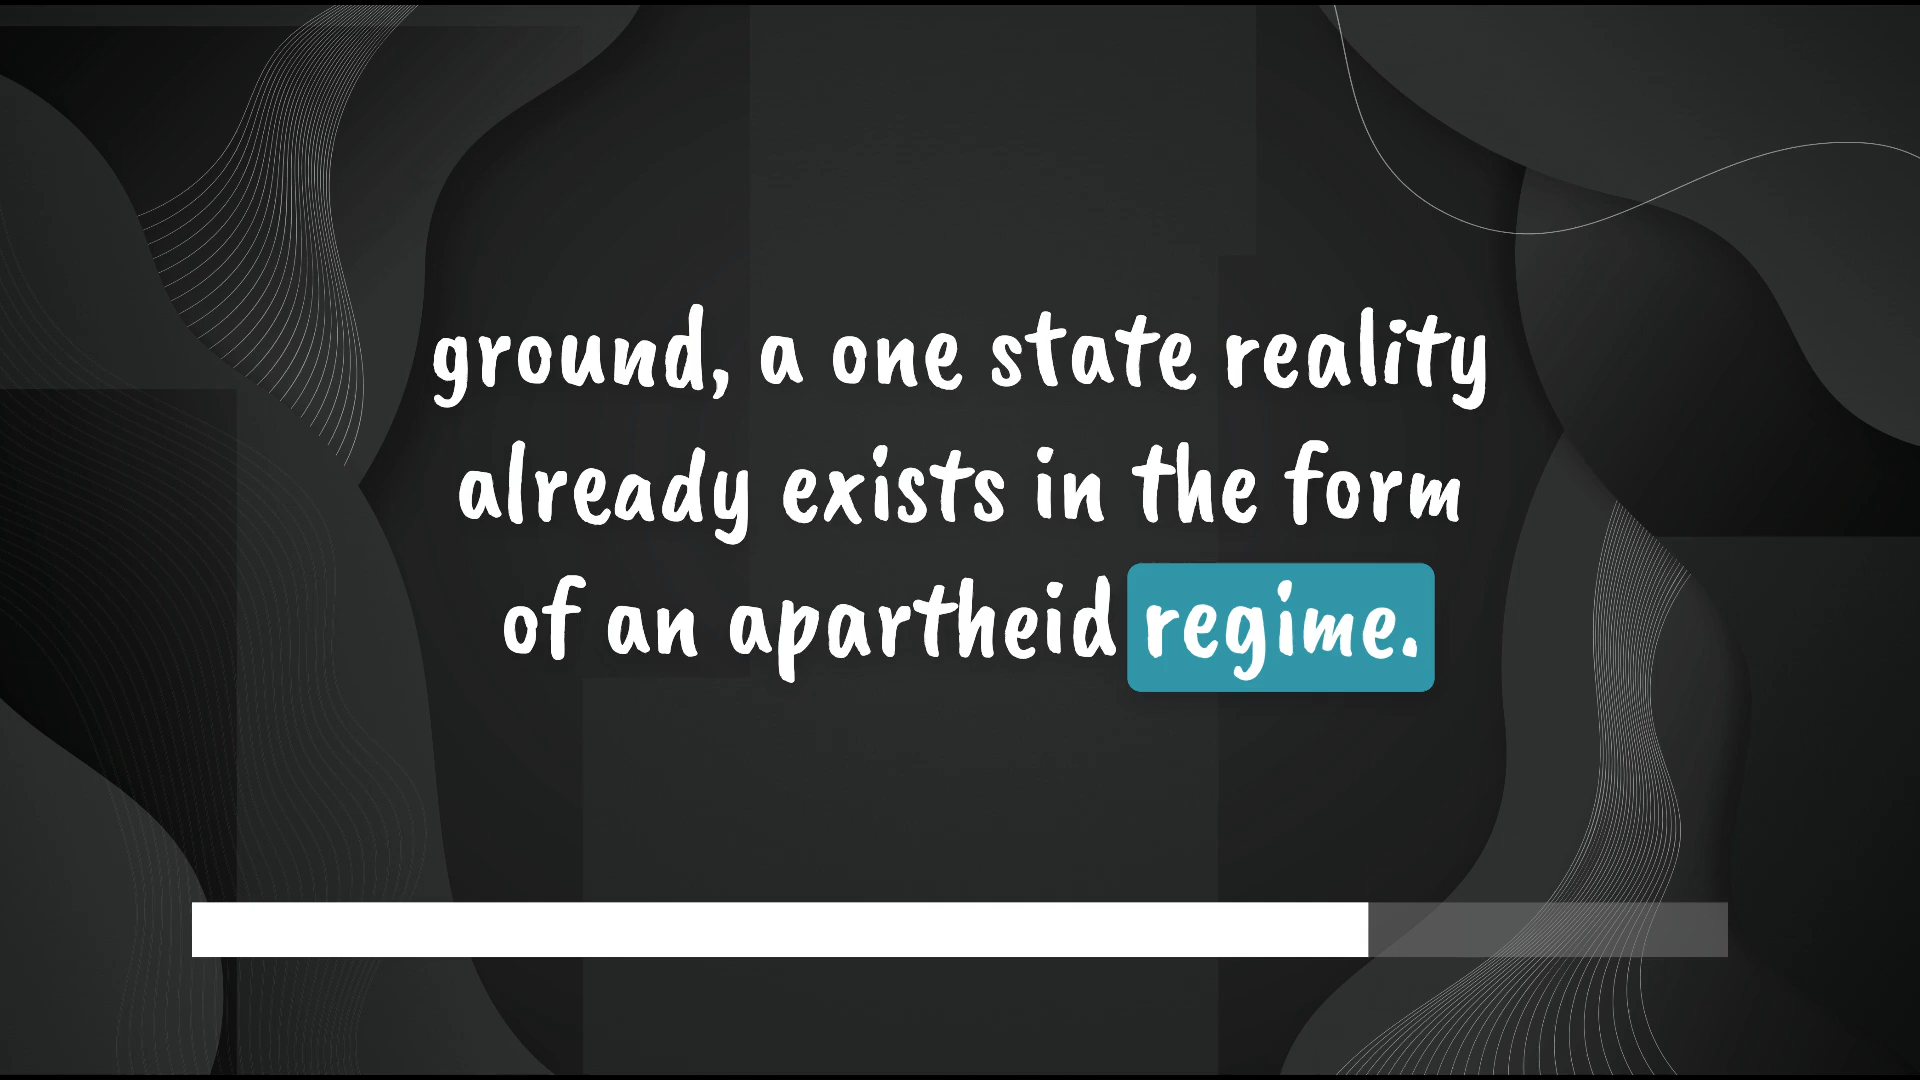 ground, a one state reality
already exists in the form
of an apartheid regime.